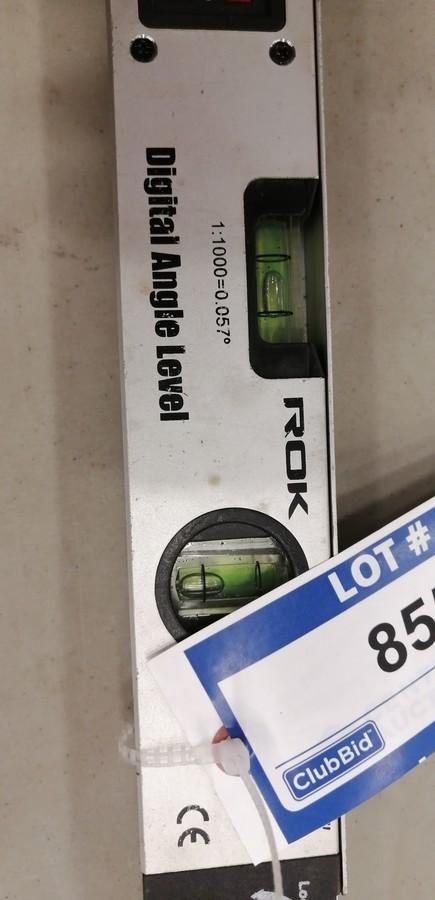 Digital Angle Level
1:1000=0.057°
ROK
LOT #
85
ClubBid
CE